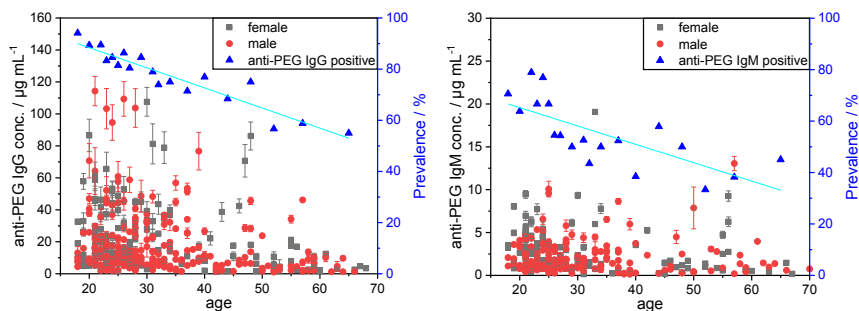 female
male
anti-PEG IgG positive
anti-PEG IgG conc. / µg mL⁻¹
160
140
120
100
80
60
40
20
0
100
80
60
40
20
0
Prevalence / %
20 30 40 50 60 70
age
female
male
anti-PEG IgM positive
anti-PEG IgM conc. / µg mL⁻¹
30
25
20
15
10
5
0
100
80
60
40
20
0
Prevalence / %
20 30 40 50 60 70
age